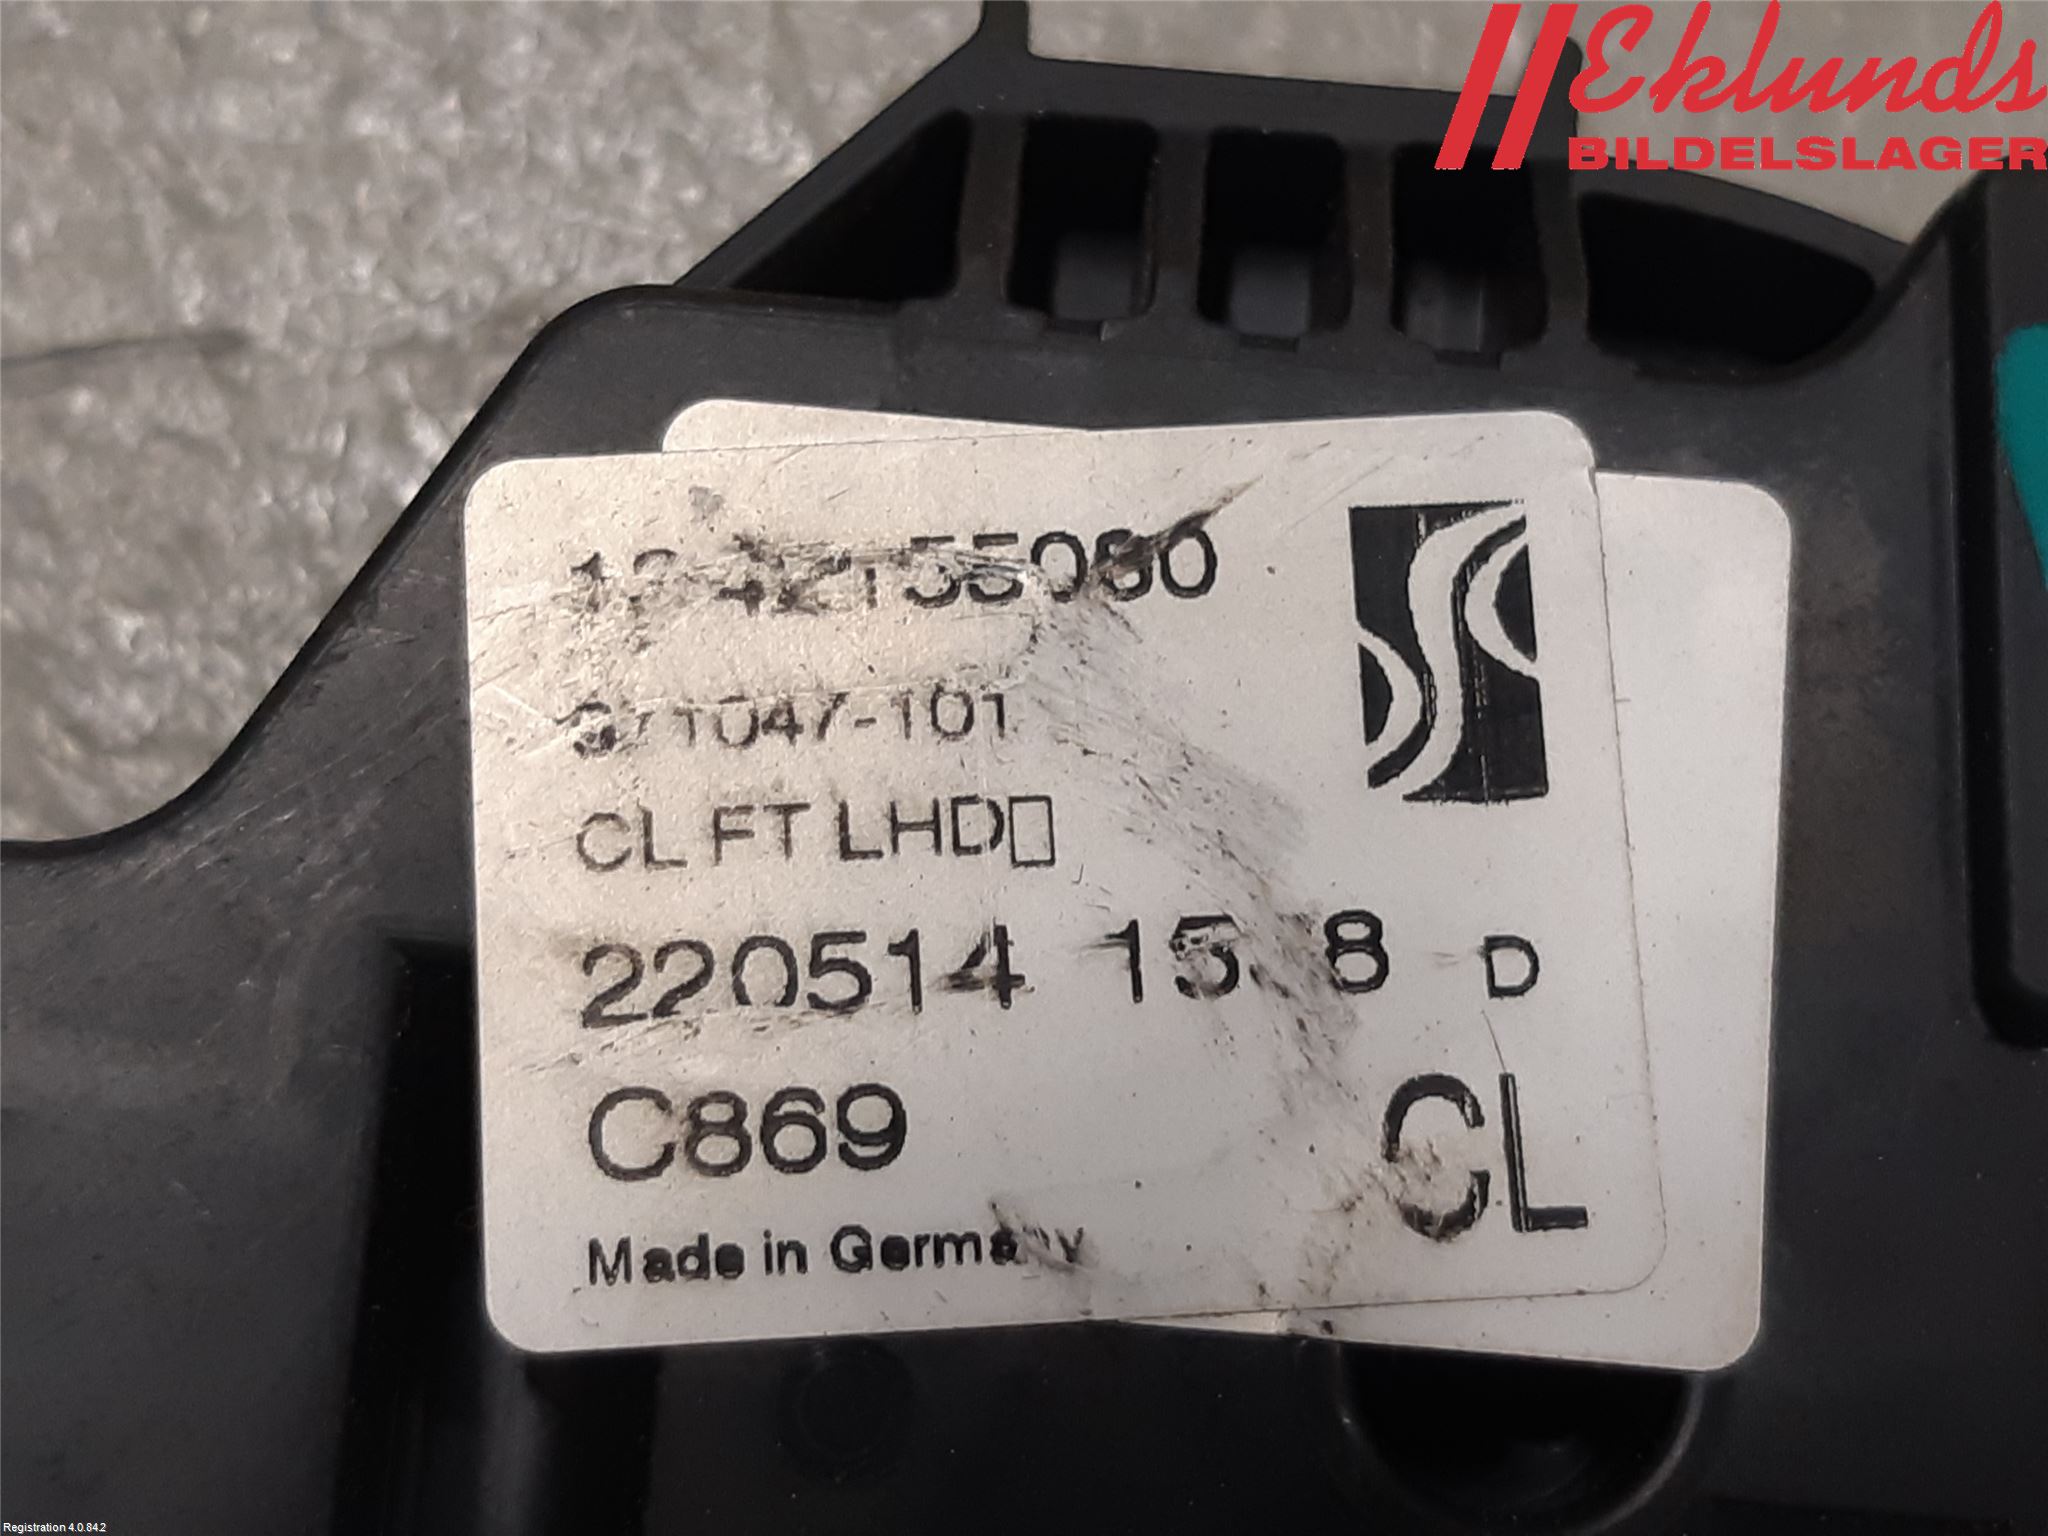 Eklunds
BILDELSLAGER
CL FT LHD
220514 D
C869 CL
Made in Germany
Registration 4.0.84.2